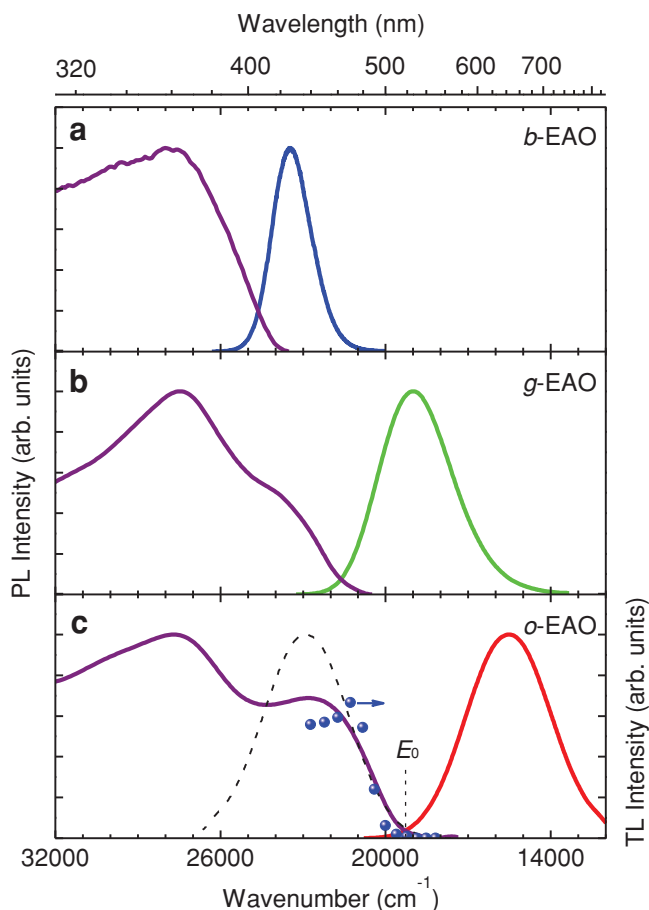 Wavelength (nm)
320 400 500 600 700
a
b-EAO
b
g-EAO
c
o-EAO
E0
PL Intensity (arb. units)
TL Intensity (arb. units)
32000 26000 20000 14000
Wavenumber (cm-1)